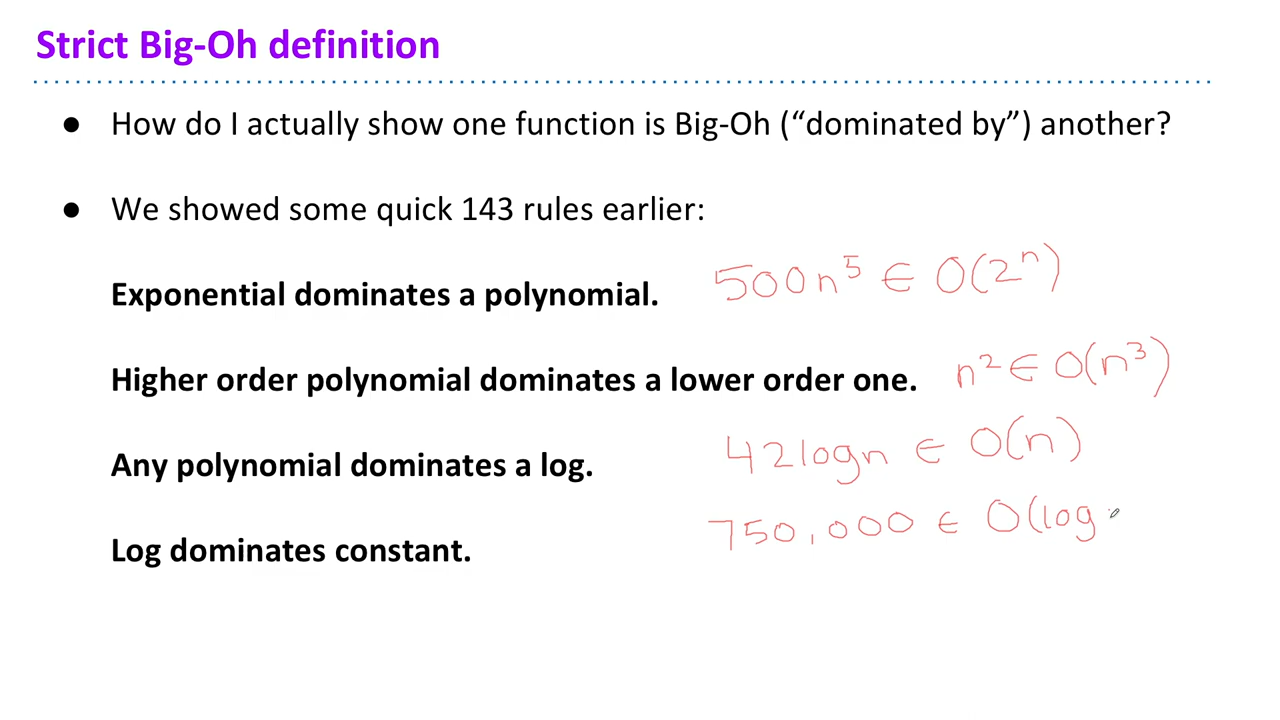 Strict Big-Oh definition
● How do I actually show one function is Big-Oh (“dominated by”) another?
● We showed some quick 143 rules earlier:
Exponential dominates a polynomial. 500n⁵ ∈ O(2ⁿ)
Higher order polynomial dominates a lower order one. n² ∈ O(n³)
Any polynomial dominates a log. 42logn ∈ O(n)
Log dominates constant. 750,000 ∈ O(log